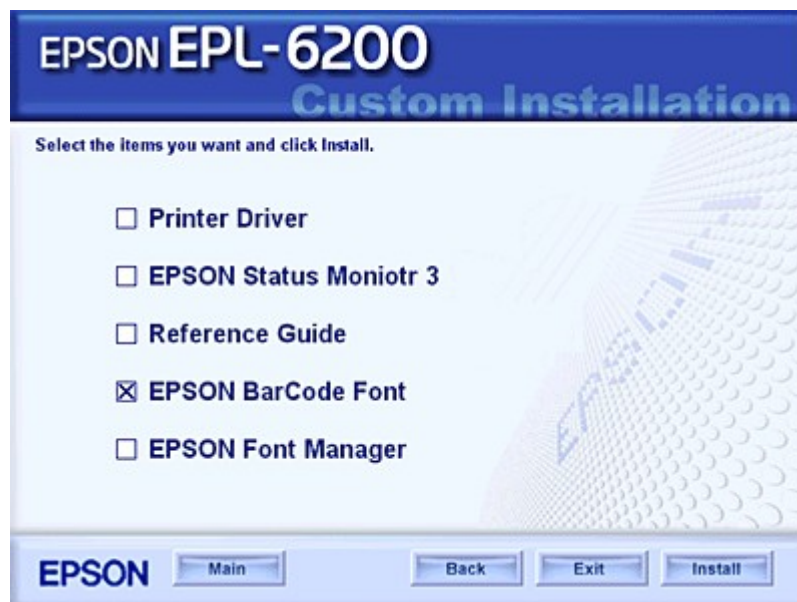 EPSON EPL-6200
Custom Installation
Select the items you want and click Install.
Printer Driver
EPSON Status Moniotr 3
Reference Guide
EPSON BarCode Font
EPSON Font Manager
EPSON
EPSON Main Back Exit Install